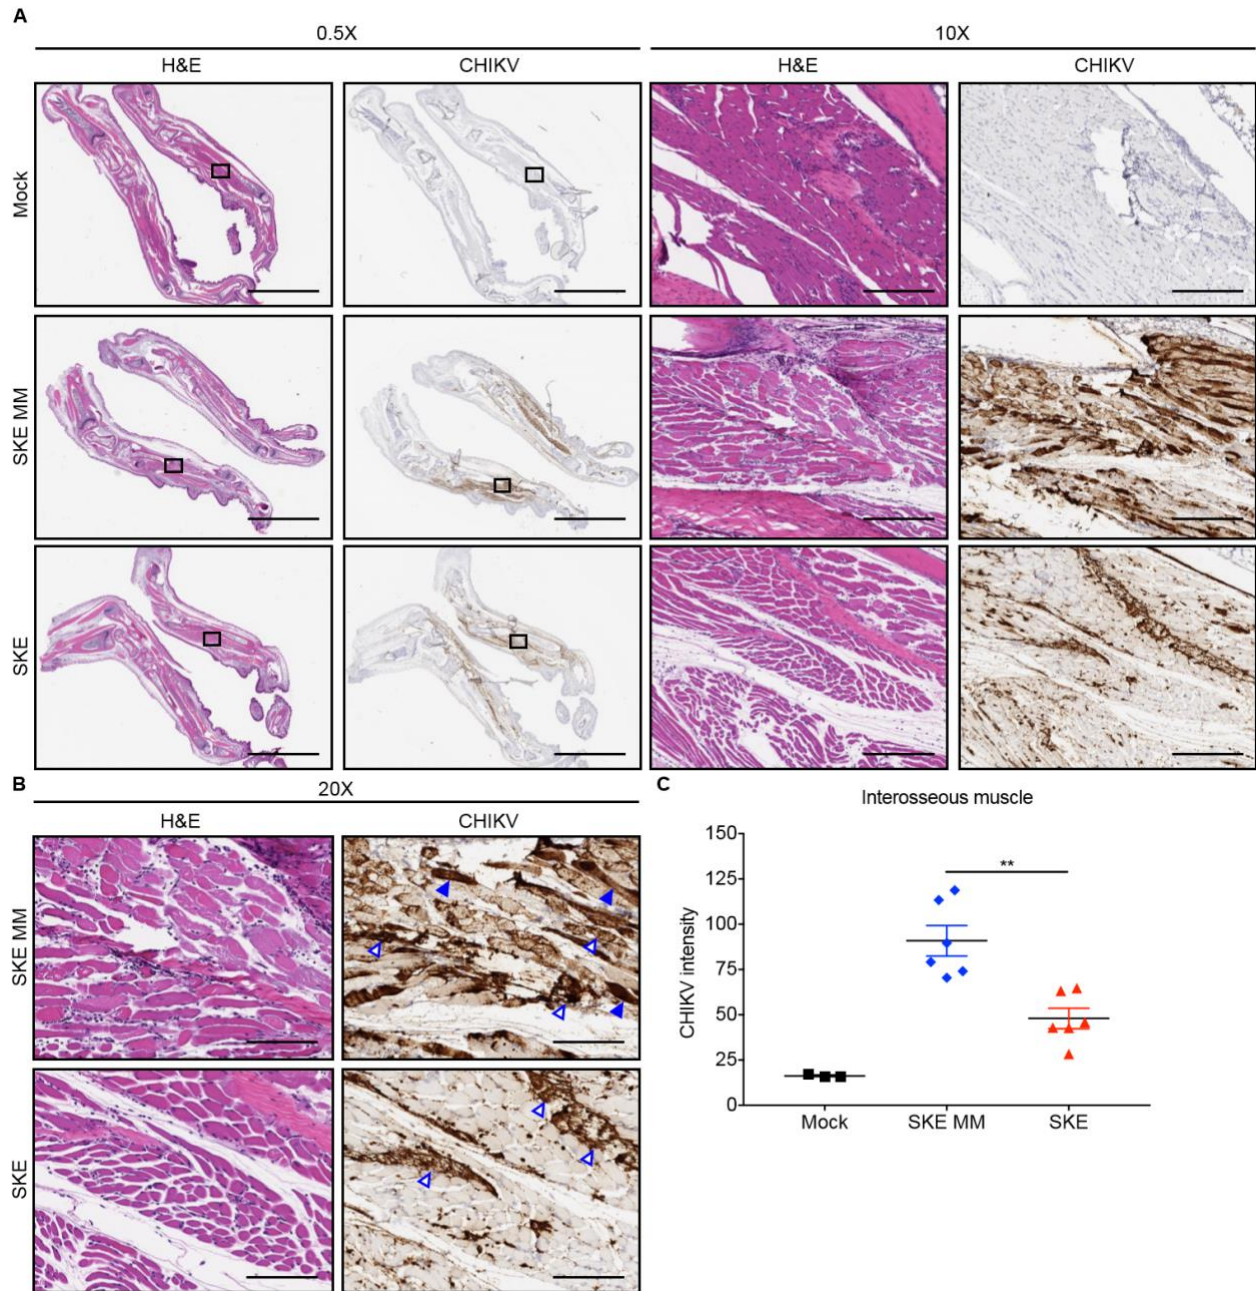 A
0.5X 10X
H&E CHIKV H&E CHIKV
Mock
SKE MM
SKE
B
20X
H&E CHIKV
SKE MM
SKE
C
Interosseous muscle
CHIKV intensity
150
125
100
75
50
25
0
**
Mock SKE MM SKE